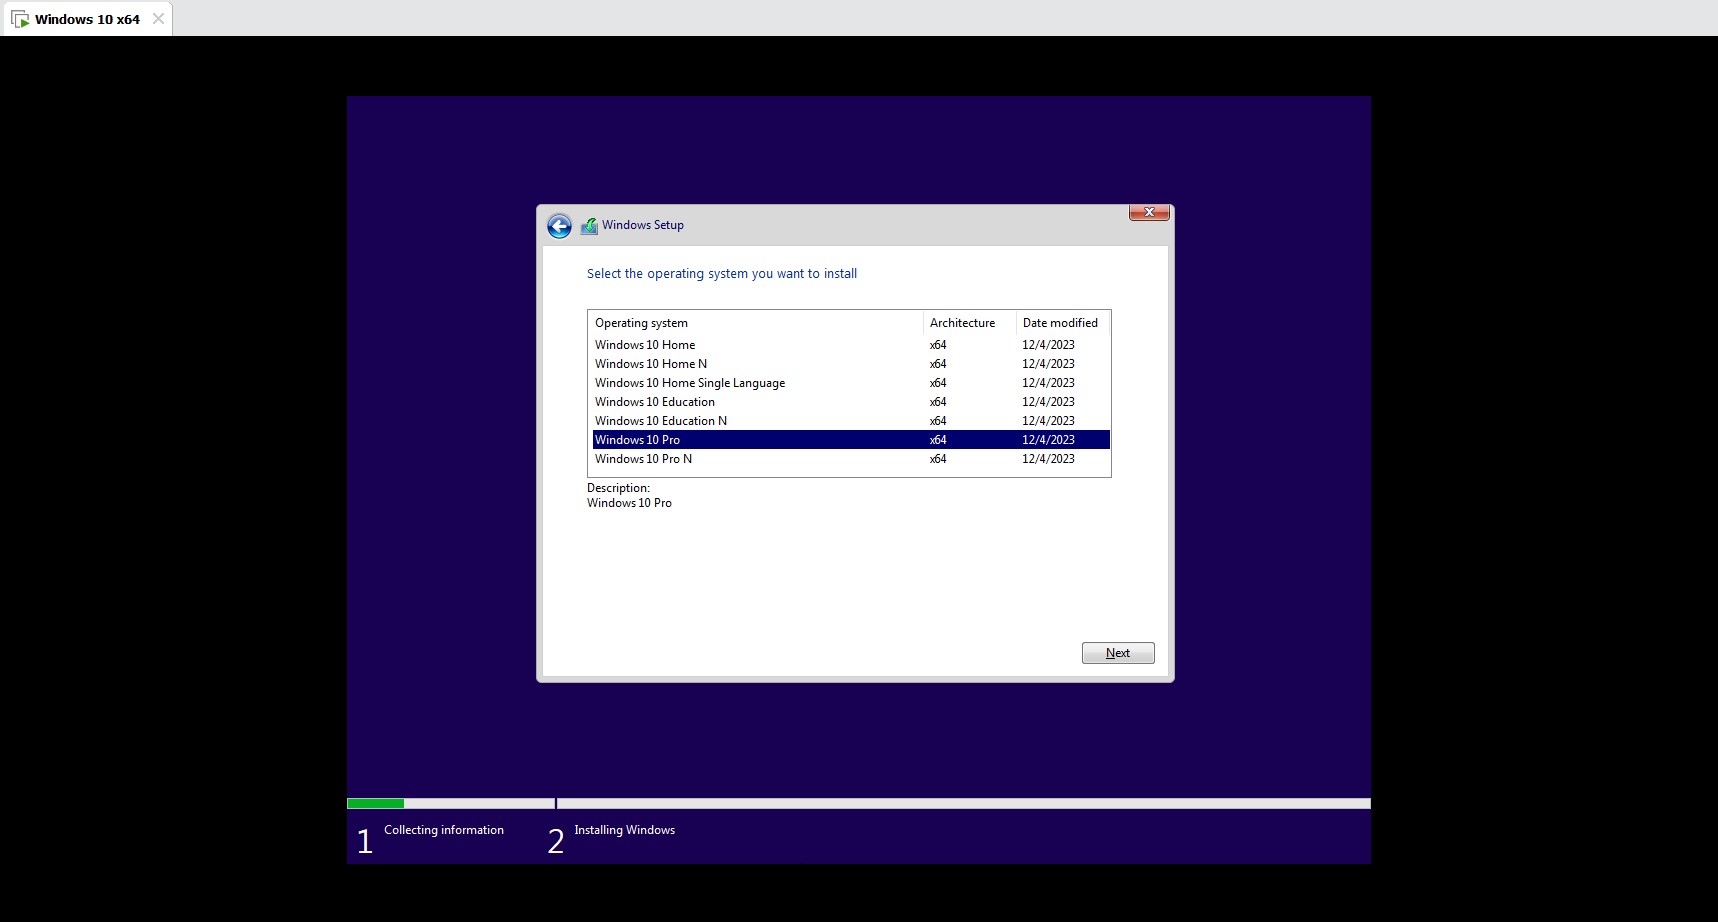 Windows 10 x64
Windows Setup
Select the operating system you want to install
Operating system Architecture Date modified
Windows 10 Home x64 12/4/2023
Windows 10 Home N x64 12/4/2023
Windows 10 Home Single Language x64 12/4/2023
Windows 10 Education x64 12/4/2023
Windows 10 Education N x64 12/4/2023
Windows 10 Pro x64 12/4/2023
Windows 10 Pro N x64 12/4/2023
Description:
Windows 10 Pro
Next
1 Collecting information 2 Installing Windows